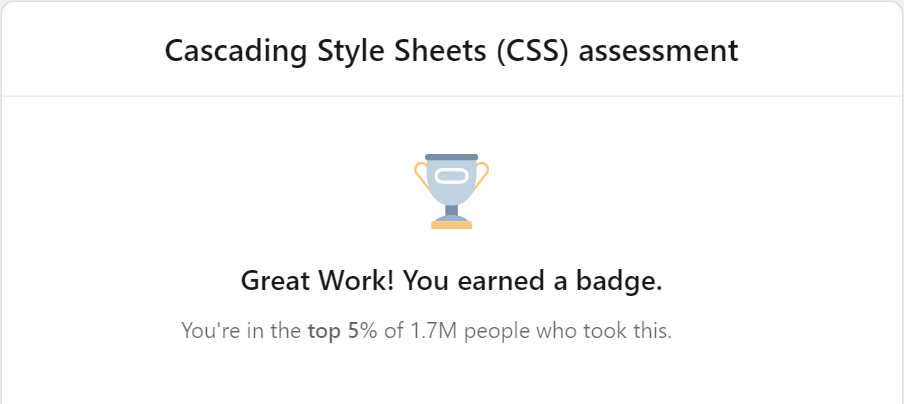 Cascading Style Sheets (CSS) assessment
Great Work! You earned a badge.
You're in the top 5% of 1.7M people who took this.